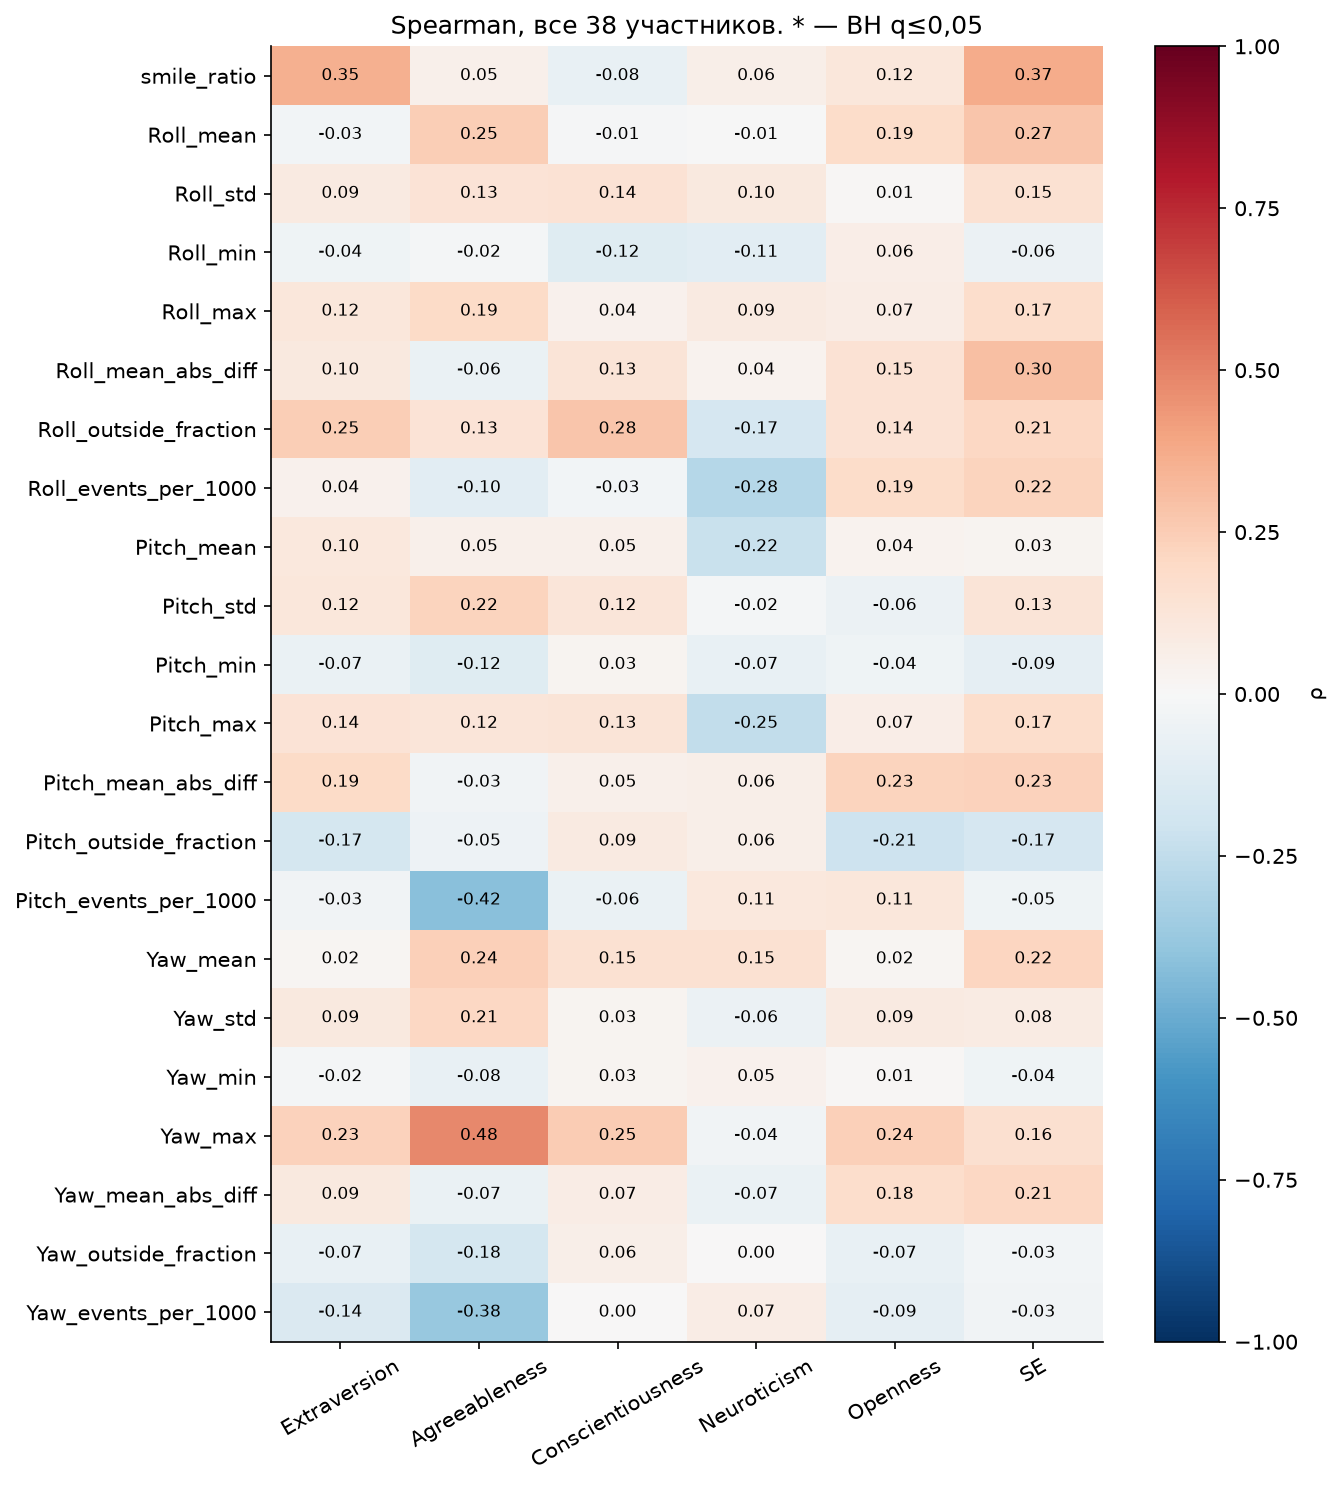 Spearman, все 38 участников. * — BH q≤0,05
smile_ratio 0.35 0.05 -0.08 0.06 0.12 0.37
Roll_mean -0.03 0.25 -0.01 -0.01 0.19 0.27
Roll_std 0.09 0.13 0.14 0.10 0.01 0.15
Roll_min -0.04 -0.02 -0.12 -0.11 0.06 -0.06
Roll_max 0.12 0.19 0.04 0.09 0.07 0.17
Roll_mean_abs_diff 0.10 -0.06 0.13 0.04 0.15 0.30
Roll_outside_fraction 0.25 0.13 0.28 -0.17 0.14 0.21
Roll_events_per_1000 0.04 -0.10 -0.03 -0.28 0.19 0.22
Pitch_mean 0.10 0.05 0.05 -0.22 0.04 0.03
Pitch_std 0.12 0.22 0.12 -0.02 -0.06 0.13
Pitch_min -0.07 -0.12 0.03 -0.07 -0.04 -0.09
Pitch_max 0.14 0.12 0.13 -0.25 0.07 0.17
Pitch_mean_abs_diff 0.19 -0.03 0.05 0.06 0.23 0.23
Pitch_outside_fraction -0.17 -0.05 0.09 0.06 -0.21 -0.17
Pitch_events_per_1000 -0.03 -0.42 -0.06 0.11 0.11 -0.05
Yaw_mean 0.02 0.24 0.15 0.15 0.02 0.22
Yaw_std 0.09 0.21 0.03 -0.06 0.09 0.08
Yaw_min -0.02 -0.08 0.03 0.05 0.01 -0.04
Yaw_max 0.23 0.48 0.25 -0.04 0.24 0.16
Yaw_mean_abs_diff 0.09 -0.07 0.07 -0.07 0.18 0.21
Yaw_outside_fraction -0.07 -0.18 0.06 0.00 -0.07 -0.03
Yaw_events_per_1000 -0.14 -0.38 0.00 0.07 -0.09 -0.03
Extraversion Agreeableness Conscientiousness Neuroticism Openness SE
1.00
0.75
0.50
0.25
0.00
−0.25
−0.50
−0.75
−1.00
ρ